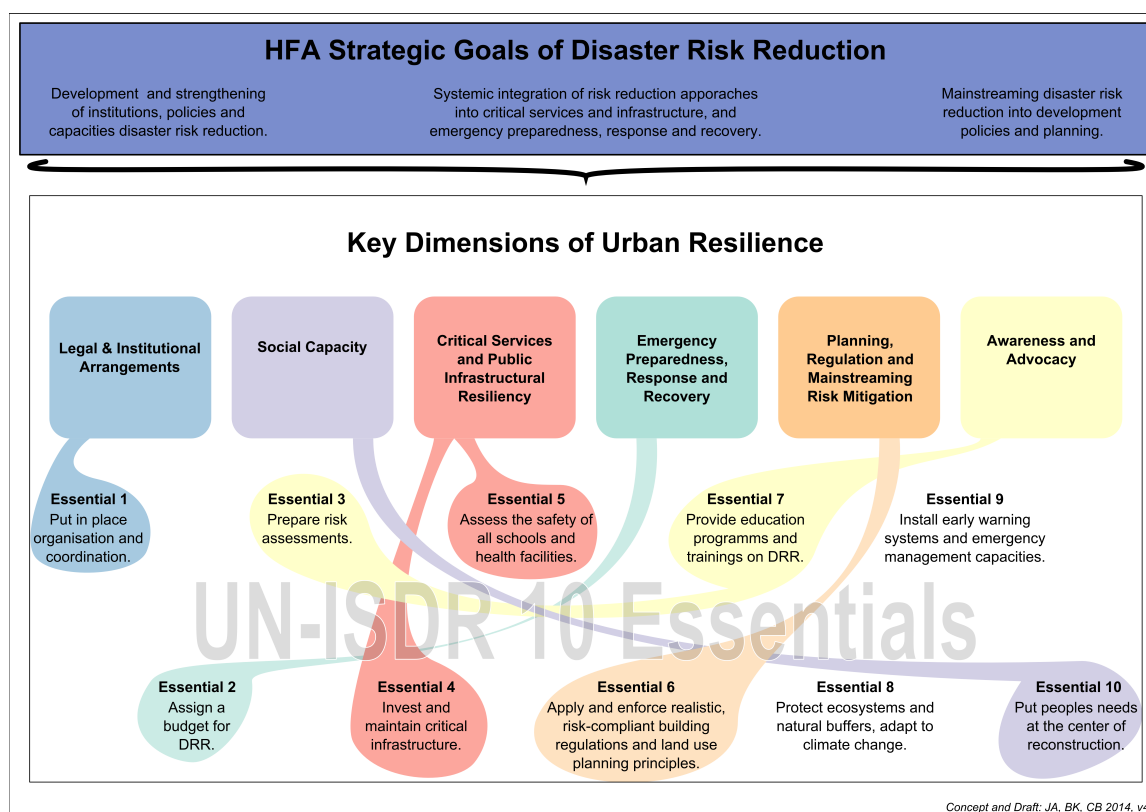 HFA Strategic Goals of Disaster Risk Reduction
Development and strengthening
of institutions, policies and
capacities disaster risk reduction.
Systemic integration of risk reduction apporaches
into critical services and infrastructure, and
emergency preparedness, response and recovery.
Mainstreaming disaster risk
reduction into development
policies and planning.
Key Dimensions of Urban Resilience
Legal & Institutional
Arrangements
Social Capacity
Critical Services
and Public
Infrastructural
Resiliency
Emergency
Preparedness,
Response and
Recovery
Planning,
Regulation and
Mainstreaming
Risk Mitigation
Awareness and
Advocacy
Essential 1
Put in place
organisation and
coordination.
Essential 3
Prepare risk
assessments.
Essential 5
Assess the safety of
all schools and
health facilities.
Essential 7
Provide education
programms and
trainings on DRR.
Essential 9
Install early warning
systems and emergency
management capacities.
UN-ISDR 10 Essentials
Essential 2
Assign a
budget for
DRR.
Essential 4
Invest and
maintain critical
infrastructure.
Essential 6
Apply and enforce realistic,
risk-compliant building
regulations and land use
planning principles.
Essential 8
Protect ecosystems and
natural buffers, adapt to
climate change.
Essential 10
Put peoples needs
at the center of
reconstruction.
Concept and Draft: JA, BK, CB 2014, v4